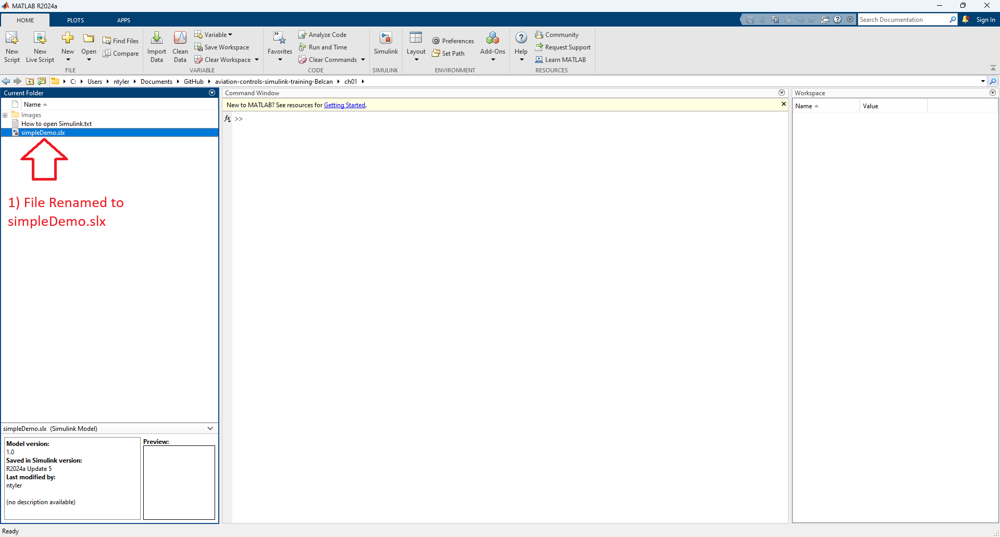 MATLAB R2024a
HOME PLOTS APPS
Search Documentation
Sign In
New Script
New Live Script
New
Open
Find Files
Compare
FILE
Import Data
Clean Data
Variable
Save Workspace
Clear Workspace
VARIABLE
Favorites
Analyze Code
Run and Time
Clear Commands
CODE
Simulink
SIMULINK
Layout
Preferences
Set Path
Add-Ons
ENVIRONMENT
Help
Community
Request Support
Learn MATLAB
RESOURCES
C: Users ntyler Documents GitHub aviation-controls-simulink-training-Belcan ch01
Current Folder
Name
Images
How to open Simulink.txt
simpleDemo.slx
1) File Renamed to
simpleDemo.slx
simpleDemo.slx (Simulink Model)
Model version:
1.0
Saved in Simulink version:
R2024a Update 5
Last modified by:
ntyler
(no description available)
Preview:
Command Window
New to MATLAB? See resources for Getting Started.
fx >>
Workspace
Name Value
Ready